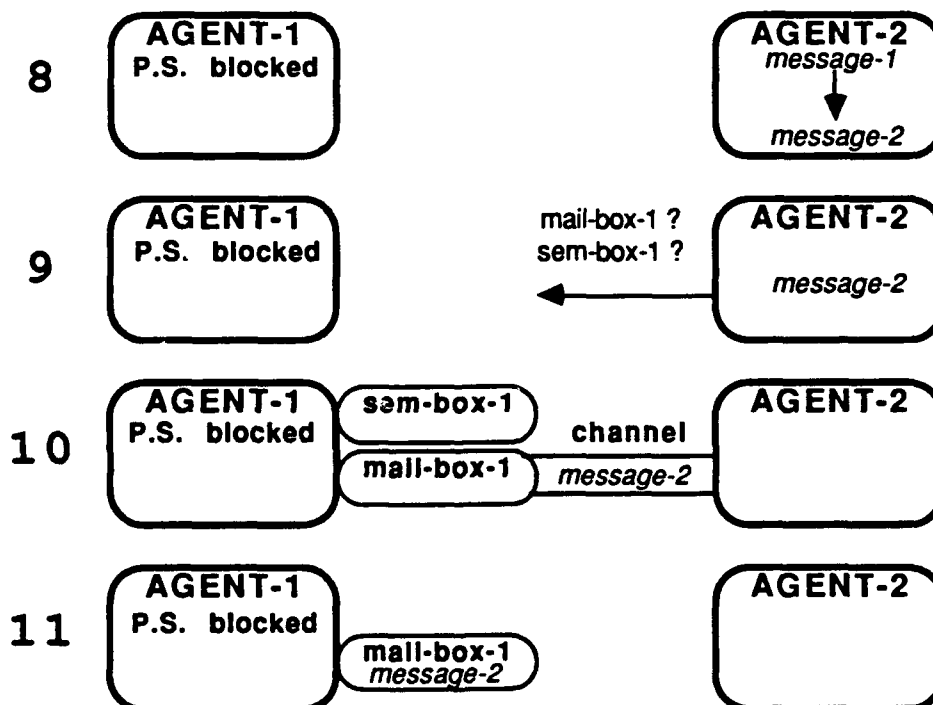 8
AGENT-1
P.S. blocked
AGENT-2
message-1
message-2
9
AGENT-1
P.S. blocked
mail-box-1 ?
sem-box-1 ?
AGENT-2
message-2
10
AGENT-1
P.S. blocked
sem-box-1
mail-box-1
channel
message-2
AGENT-2
11
AGENT-1
P.S. blocked
mail-box-1
message-2
AGENT-2